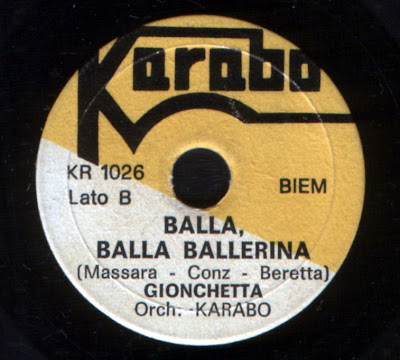 Karabo
KR 1026
Lato B
BIEM
BALLA,
BALLA BALLERINA
(Massara - Conz - Beretta)
GIONCHETTA
Orch. -KARABO